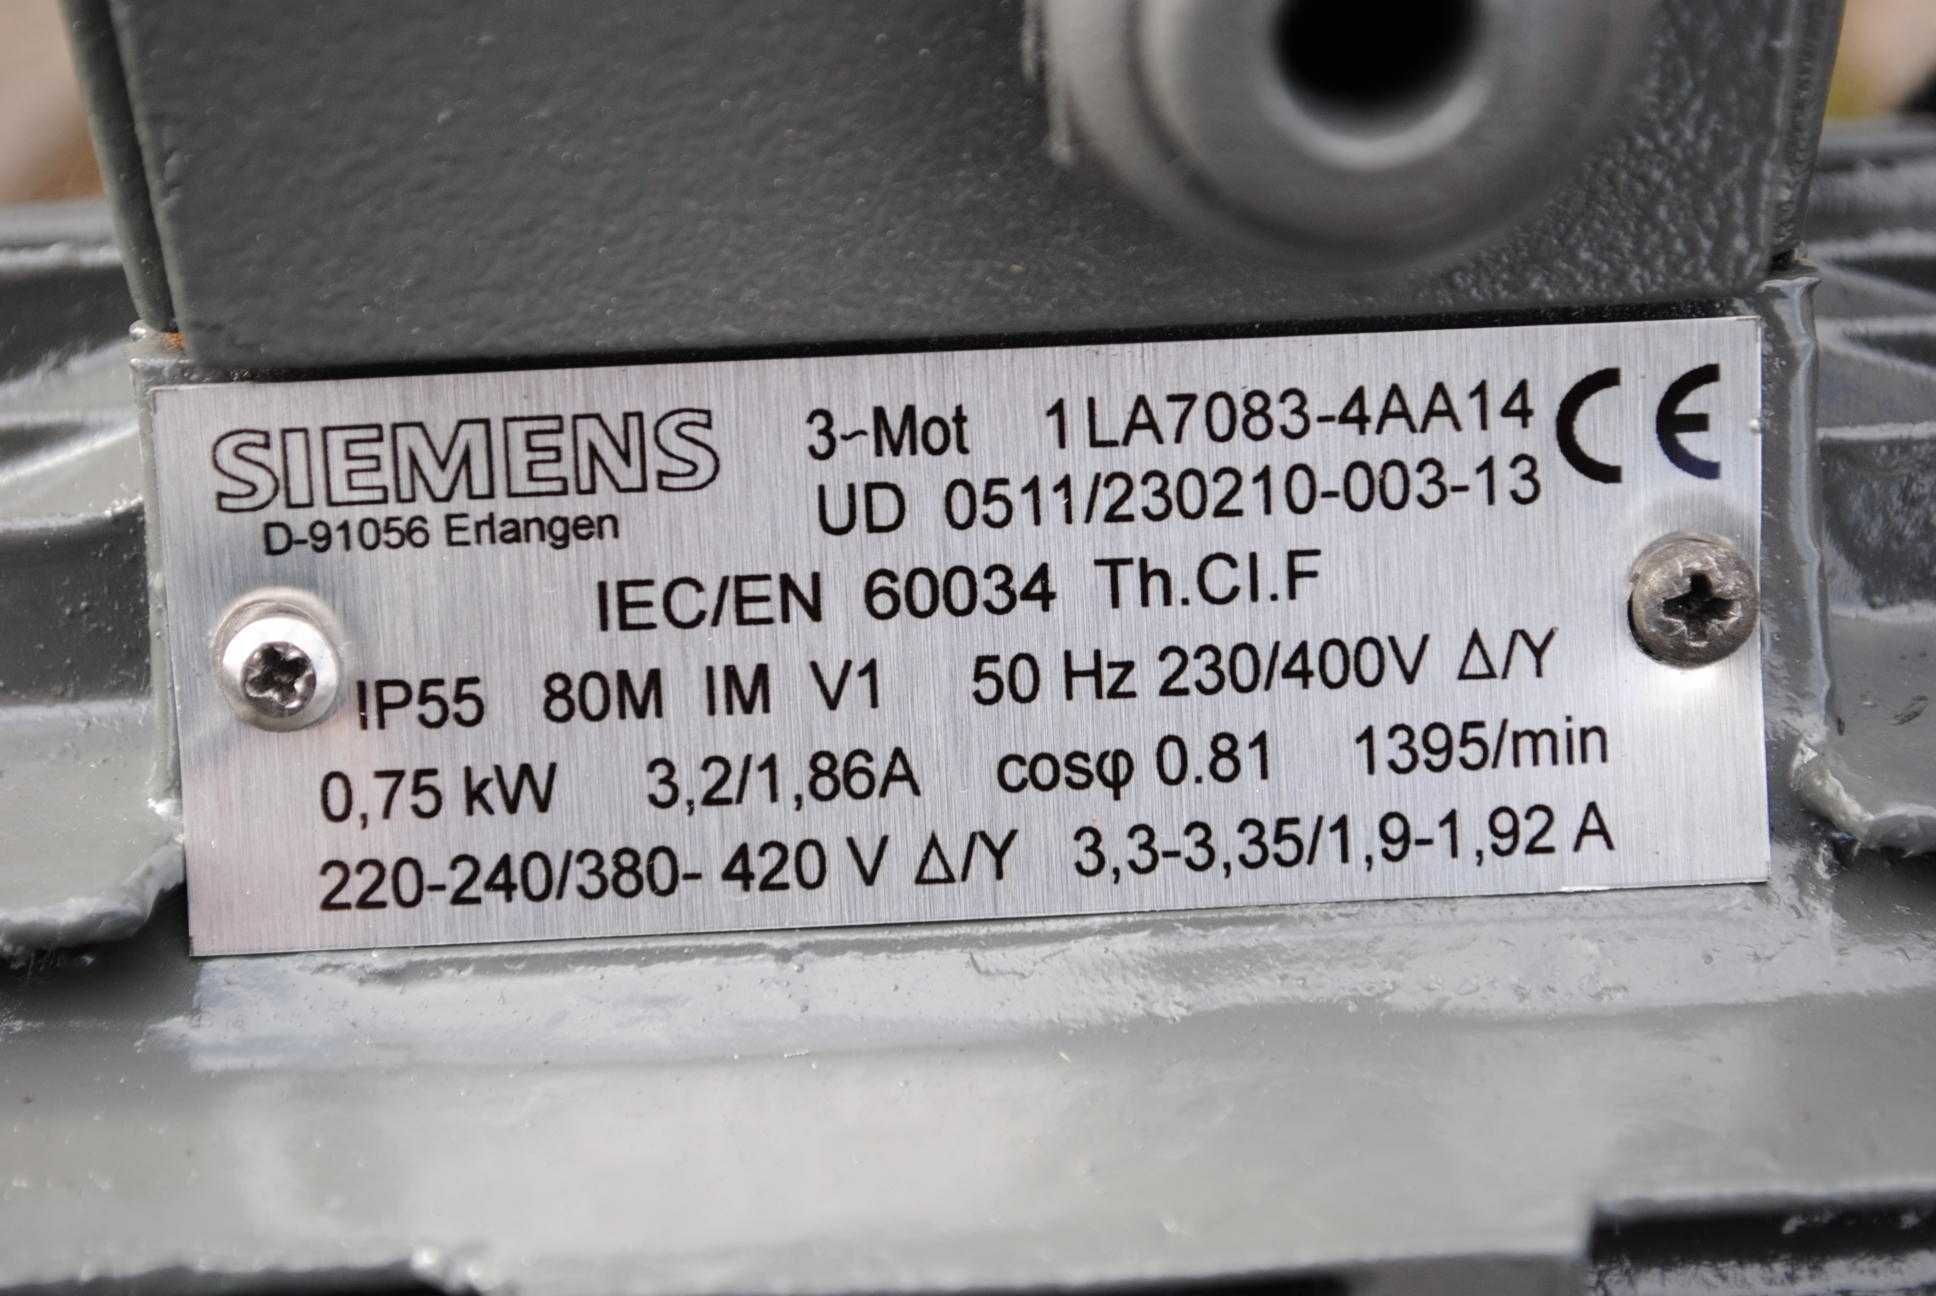 SIEMENS
D-91056 Erlangen
3~Mot 1LA7083-4AA14 CE
UD 0511/230210-003-13
IEC/EN 60034 Th.Cl.F
IP55 80M IM V1 50 Hz 230/400V Δ/Y
0,75 kW 3,2/1,86A cosφ 0.81 1395/min
220-240/380- 420 V Δ/Y 3,3-3,35/1,9-1,92 A